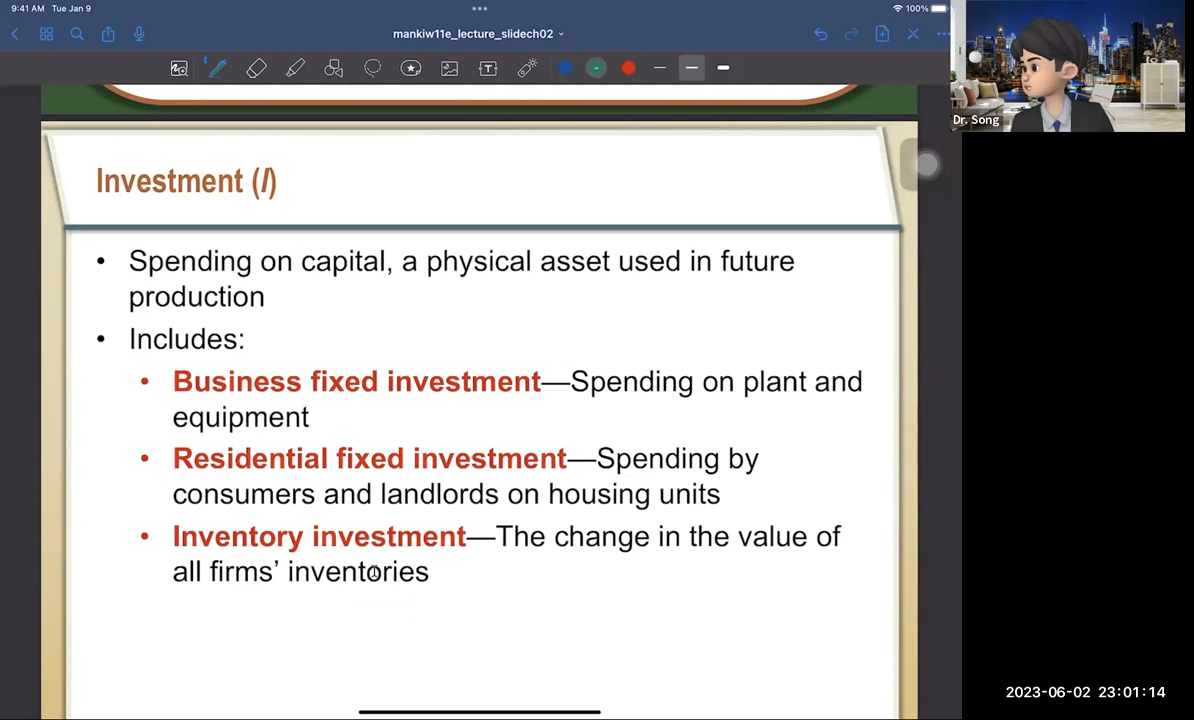 9:41 AM Tue Jan 9
100%
mankiw11e_lecture_slidech02
Dr. Song
Investment (I)
• Spending on capital, a physical asset used in future
production
• Includes:
• Business fixed investment—Spending on plant and
equipment
• Residential fixed investment—Spending by
consumers and landlords on housing units
• Inventory investment—The change in the value of
all firms’ inventories
2023-06-02 23:01:14